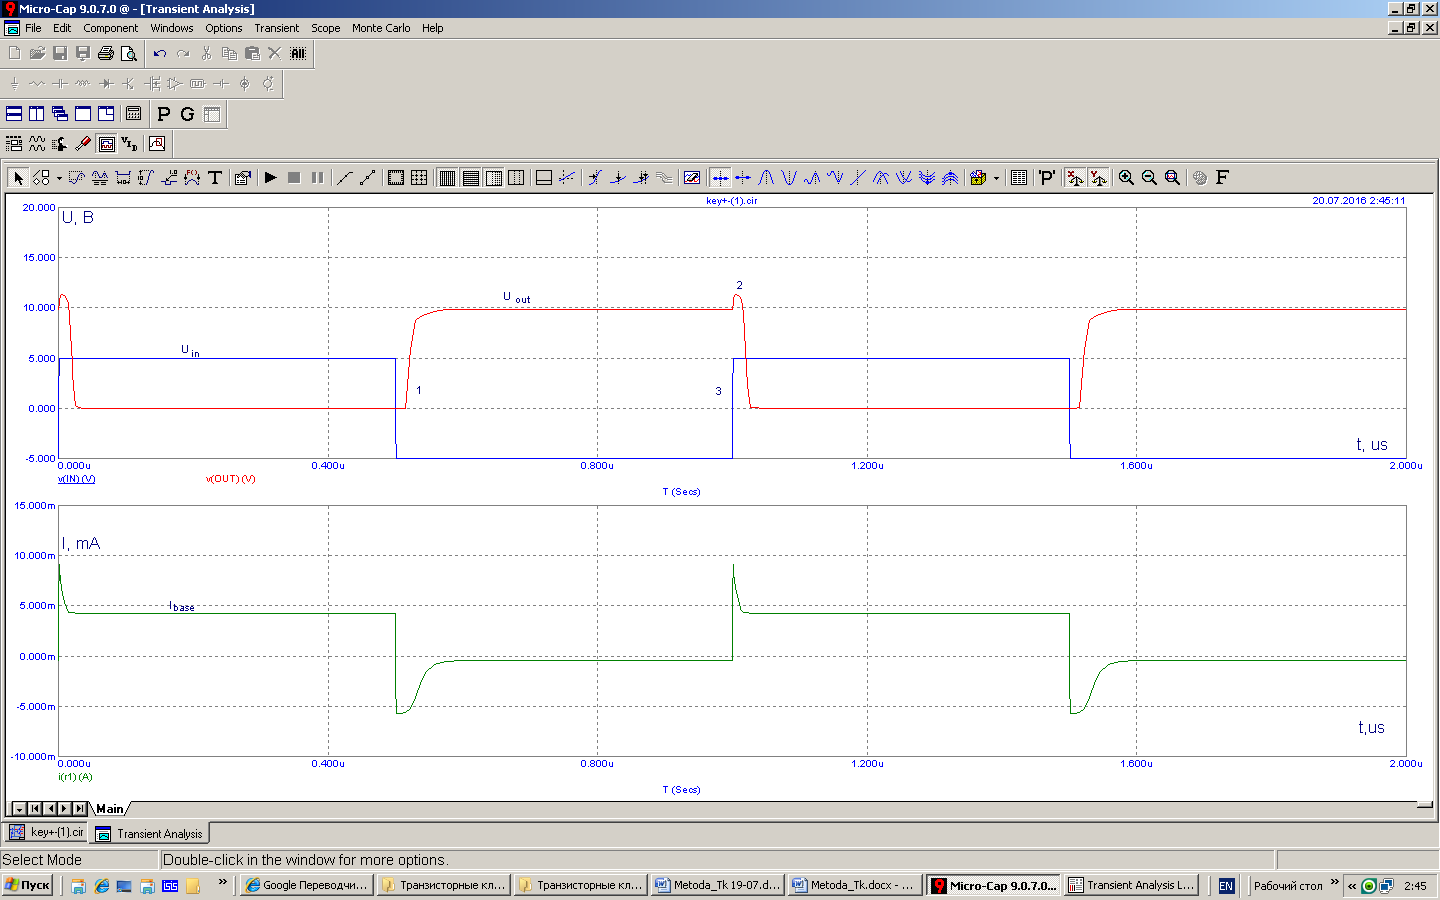 Micro-Cap 9.0.7.0 @ - [Transient Analysis]
File Edit Component Windows Options Transient Scope Monte Carlo Help
P G
T 'P' F
key+-(1).cir
20.07.2016 2:45:11
20.000
U, B
15.000
10.000
5.000
0.000
-5.000
U out
2
U in
1
3
t, us
0.000u 0.400u 0.800u 1.200u 1.600u 2.000u
v(IN) (V) v(OUT) (V)
T (Secs)
15.000m
I, mA
10.000m
5.000m
0.000m
-5.000m
-10.000m
I base
t,us
0.000u 0.400u 0.800u 1.200u 1.600u 2.000u
i(r1) (A)
T (Secs)
Main
key+-(1).cir Transient Analysis
Select Mode Double-click in the window for more options.
Пуск ISIS » Google Переводчи... Транзисторные кл... Транзисторные кл... Metoda_Tk 19-07.d... Metoda_Tk.docx - ... Micro-Cap 9.0.7.0... Transient Analysis L... EN Рабочий стол » « 2:45